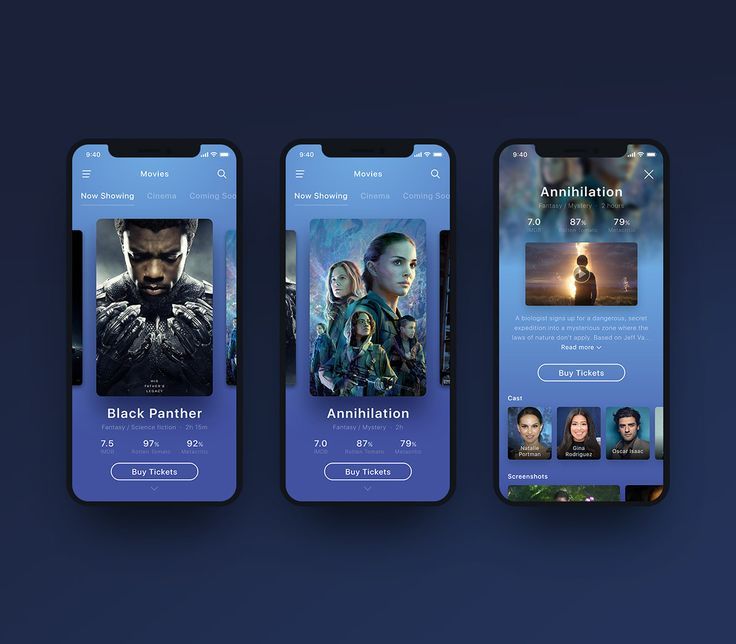 9:40
Movies
Now Showing Cinema Coming Soo
HIS
FATHER'S
LEGACY
Black Panther
Fantasy / Science fiction · 2h 15m
7.5 97% 92%
IMDB Rotten Tomato Metacritic
Buy Tickets
9:40
Movies
Now Showing Cinema Coming Soo
Annihilation
Fantasy / Mystery · 2h
7.0 87% 79%
IMDB Rotten Tomato Metacritic
Buy Tickets
9:40
Annihilation
Fantasy / Mystery · 2 hours
7.0 87% 79%
IMDB Rotten Tomato Metacritic
A biologist signs up for a dangerous, secret
expedition into a mysterious zone where the
laws of nature don't apply. Based on Jeff Va...
Read more
Buy Tickets
Cast
Natalie
Portman
Gina
Rodriguez
Oscar Isaac
Screenshots